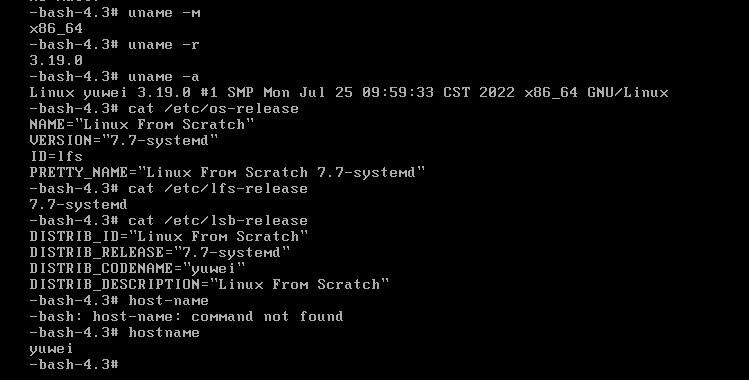 -bash-4.3# uname -m
x86_64
-bash-4.3# uname -r
3.19.0
-bash-4.3# uname -a
Linux yuwei 3.19.0 #1 SMP Mon Jul 25 09:59:33 CST 2022 x86_64 GNU/Linux
-bash-4.3# cat /etc/os-release
NAME="Linux From Scratch"
VERSION="7.7-systemd"
ID=lfs
PRETTY_NAME="Linux From Scratch 7.7-systemd"
-bash-4.3# cat /etc/lfs-release
7.7-systemd
-bash-4.3# cat /etc/lsb-release
DISTRIB_ID="Linux From Scratch"
DISTRIB_RELEASE="7.7-systemd"
DISTRIB_CODENAME="yuwei"
DISTRIB_DESCRIPTION="Linux From Scratch"
-bash-4.3# host-name
-bash: host-name: command not found
-bash-4.3# hostname
yuwei
-bash-4.3#